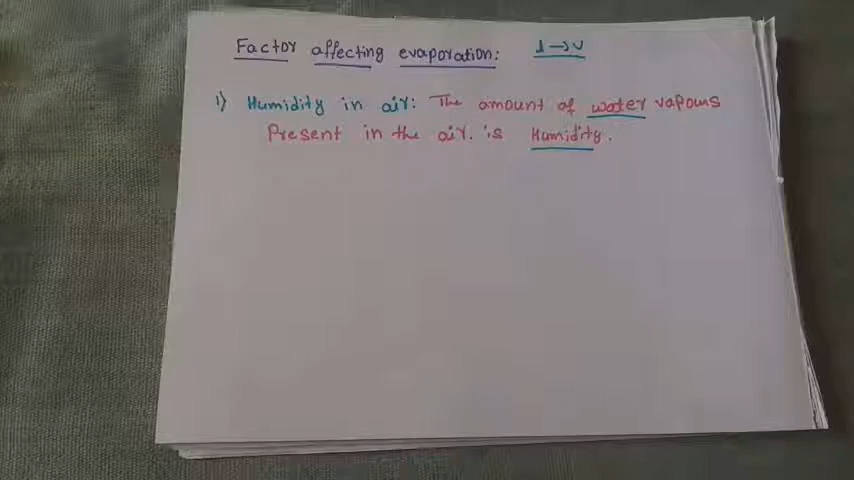 Factor affecting evaporation: l→v
1) Humidity in air: The amount of water vapours
Present in the air. is Humidity.